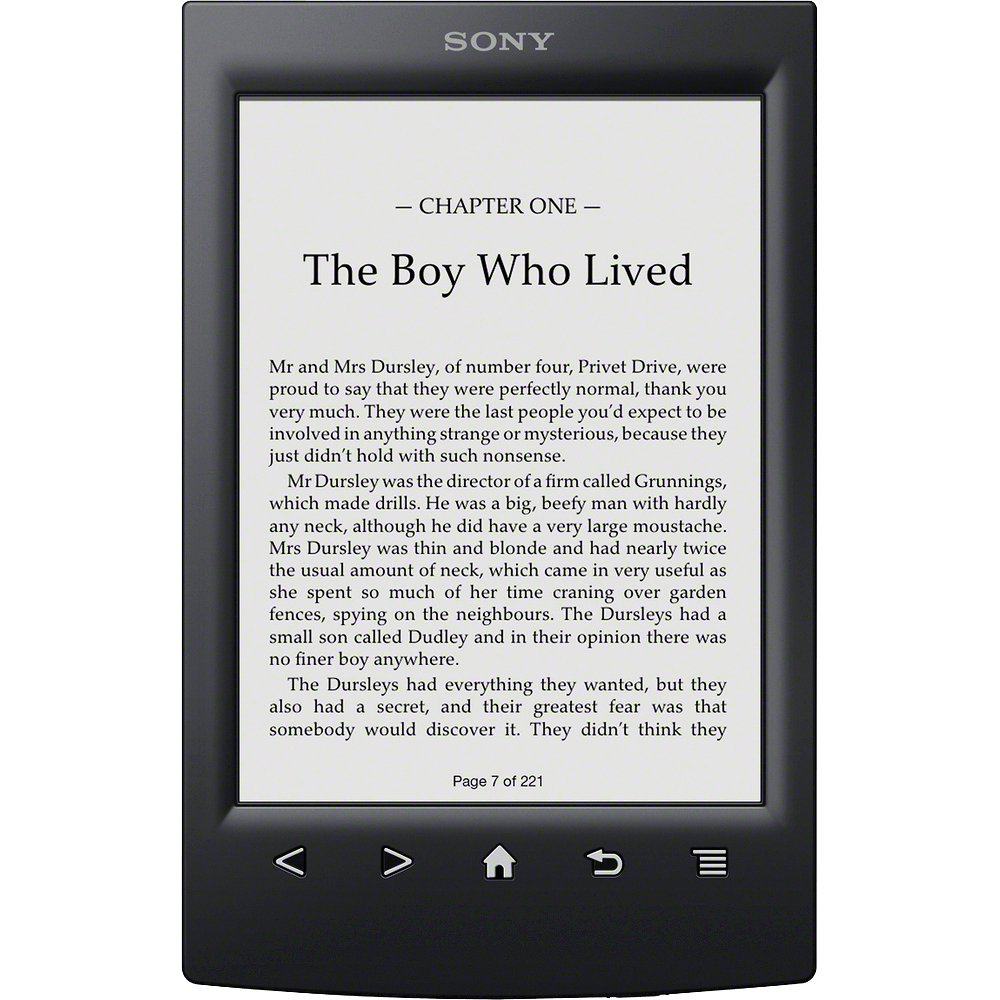 SONY
— CHAPTER ONE —
The Boy Who Lived
Mr and Mrs Dursley, of number four, Privet Drive, were
proud to say that they were perfectly normal, thank you
very much. They were the last people you’d expect to be
involved in anything strange or mysterious, because they
just didn’t hold with such nonsense.
Mr Dursley was the director of a firm called Grunnings,
which made drills. He was a big, beefy man with hardly
any neck, although he did have a very large moustache.
Mrs Dursley was thin and blonde and had nearly twice
the usual amount of neck, which came in very useful as
she spent so much of her time craning over garden
fences, spying on the neighbours. The Dursleys had a
small son called Dudley and in their opinion there was
no finer boy anywhere.
The Dursleys had everything they wanted, but they
also had a secret, and their greatest fear was that
somebody would discover it. They didn’t think they
Page 7 of 221